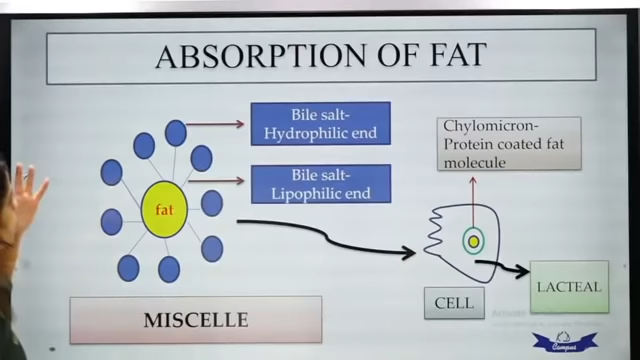 ABSORPTION OF FAT
Bile salt-
Hydrophilic end
Bile salt-
Lipophilic end
Chylomicron-
Protein coated fat
molecule
fat
CELL
LACTEAL
MISCELLE
Campus